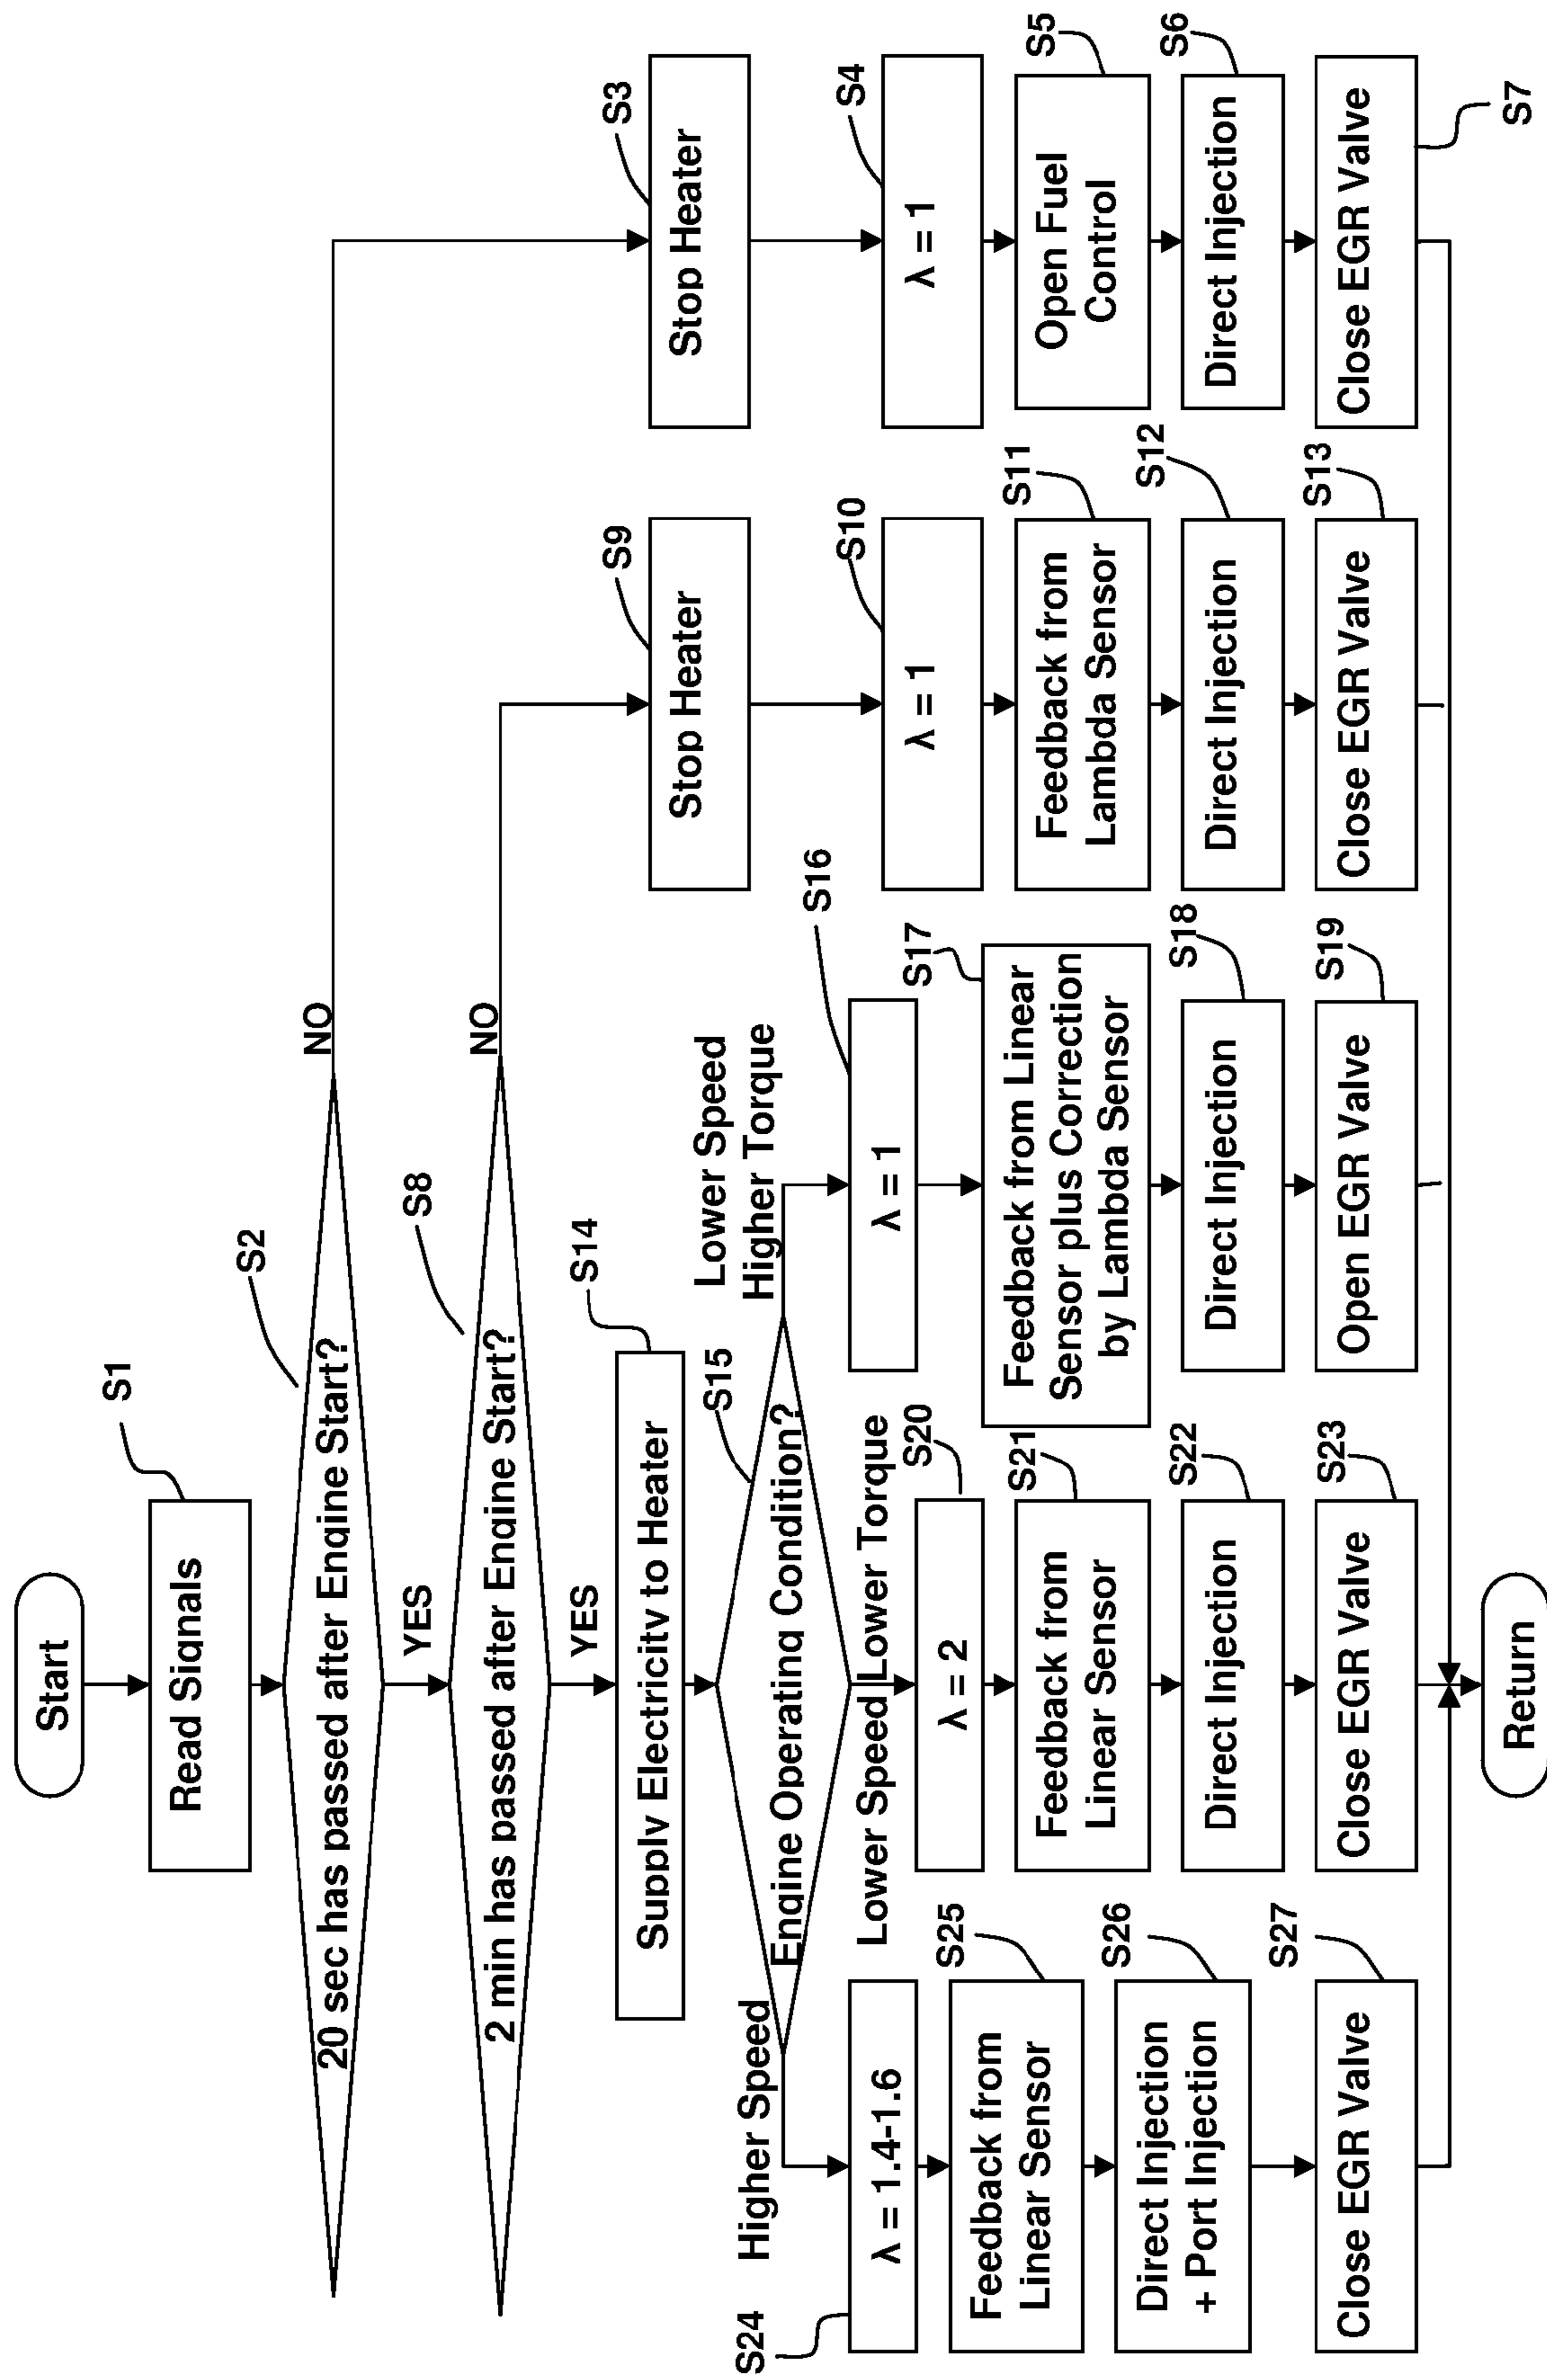 Start
S1
Read Signals
S2
20 sec has passed after Engine Start?
NO
YES
S8
2 min has passed after Engine Start?
NO
YES
S14
Supply Electricity to Heater
S15
Engine Operating Condition?
Higher Speed
Lower Speed Lower Torque
Lower Speed
Higher Torque
S24
λ = 1.4-1.6
S25
Feedback from
Linear Sensor
S26
Direct Injection
+ Port Injection
S27
Close EGR Valve
S20
λ = 2
S21
Feedback from
Linear Sensor
S22
Direct Injection
S23
Close EGR Valve
S16
λ = 1
S17
Feedback from Linear
Sensor plus Correction
by Lambda Sensor
S18
Direct Injection
S19
Open EGR Valve
S9
Stop Heater
S10
λ = 1
S11
Feedback from
Lambda Sensor
S12
Direct Injection
S13
Close EGR Valve
S3
Stop Heater
S4
λ = 1
S5
Open Fuel
Control
S6
Direct Injection
S7
Close EGR Valve
Return